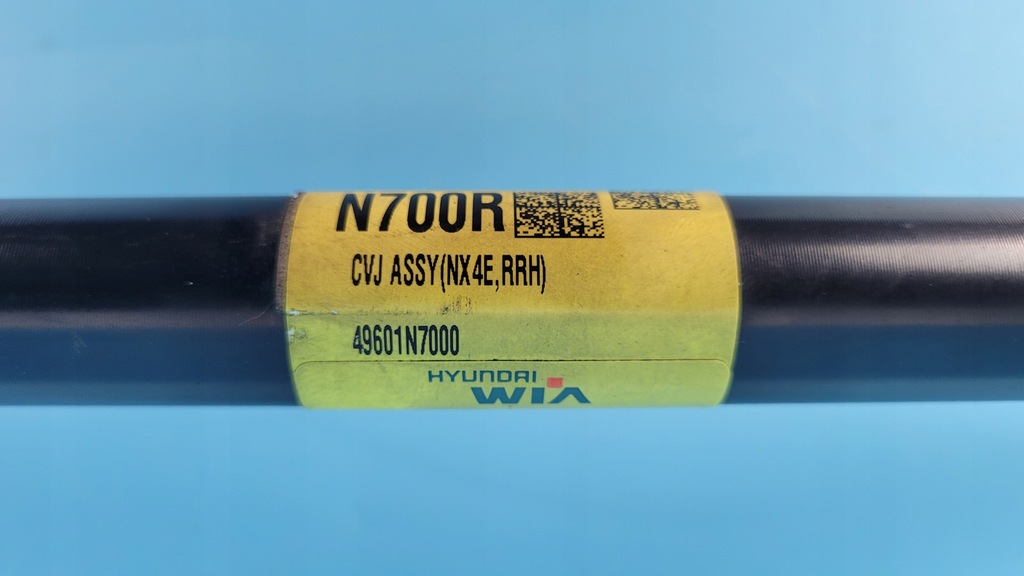 N700R
CVJ ASSY(NX4E,RRH)
49601N7000
HYUNDAI
WIA